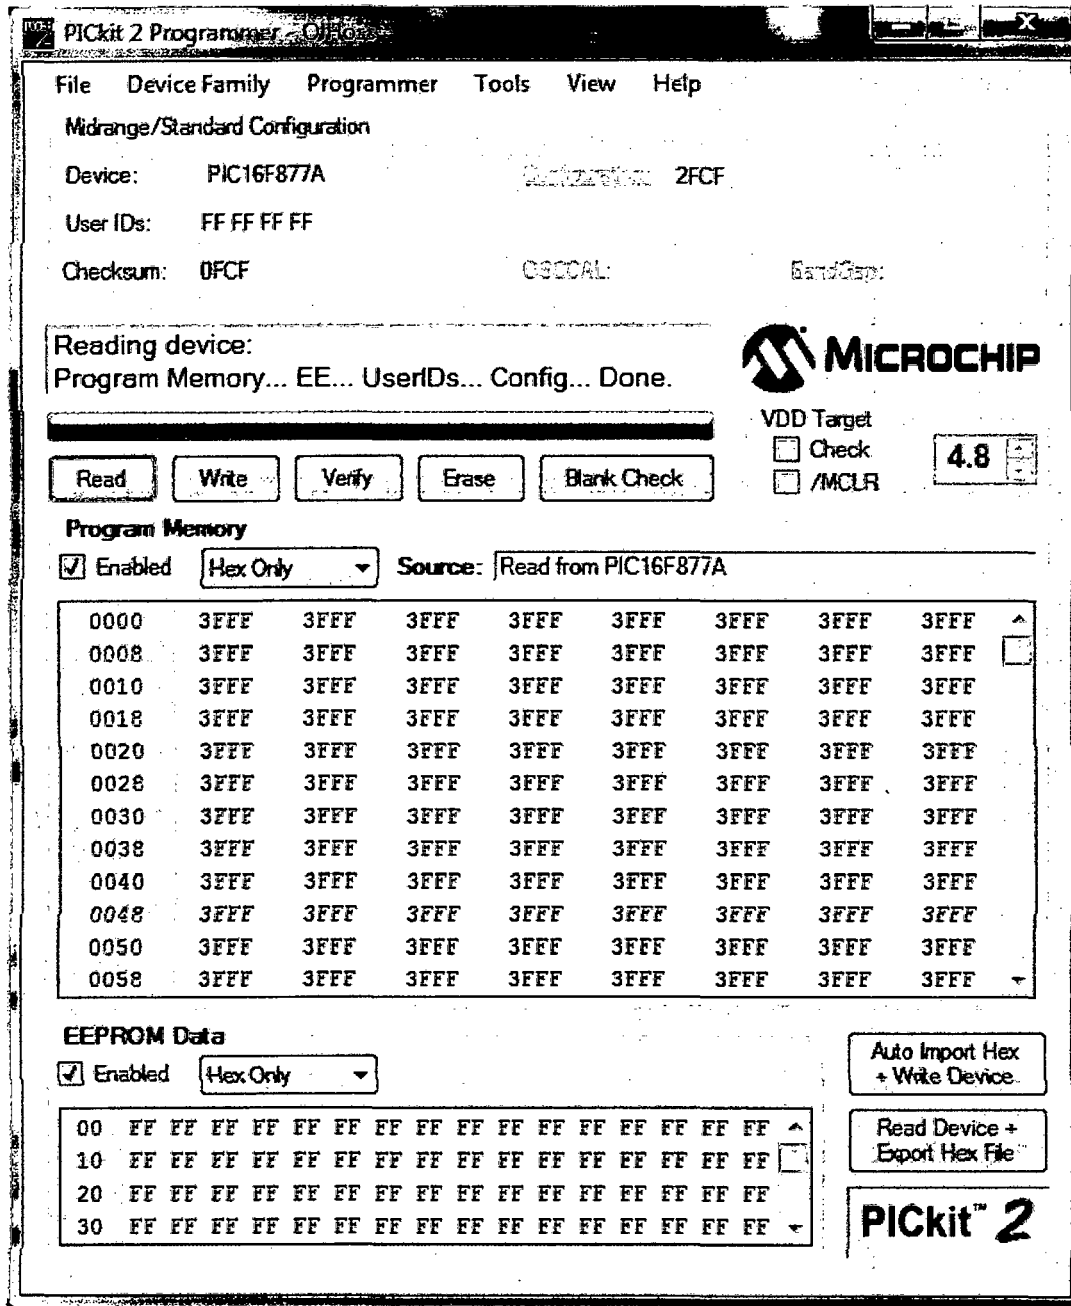 PICkit 2 Programmer -
File Device Family Programmer Tools View Help
Midrange/Standard Configuration
Device: PIC16F877A Configuration: 2FCF
User IDs: FF FF FF FF
Checksum: 0FCF OSCCAL: BandGap:
Reading device:
Program Memory... EE... UserIDs... Config... Done.
MICROCHIP
VDD Target
Check
/MCLR
4.8
Read Write Verify Erase Blank Check
Program Memory
Enabled Hex Only Source: Read from PIC16F877A
0000 3FFF 3FFF 3FFF 3FFF 3FFF 3FFF 3FFF 3FFF
0008 3FFF 3FFF 3FFF 3FFF 3FFF 3FFF 3FFF 3FFF
0010 3FFF 3FFF 3FFF 3FFF 3FFF 3FFF 3FFF 3FFF
0018 3FFF 3FFF 3FFF 3FFF 3FFF 3FFF 3FFF 3FFF
0020 3FFF 3FFF 3FFF 3FFF 3FFF 3FFF 3FFF 3FFF
0028 3FFF 3FFF 3FFF 3FFF 3FFF 3FFF 3FFF 3FFF
0030 3FFF 3FFF 3FFF 3FFF 3FFF 3FFF 3FFF 3FFF
0038 3FFF 3FFF 3FFF 3FFF 3FFF 3FFF 3FFF 3FFF
0040 3FFF 3FFF 3FFF 3FFF 3FFF 3FFF 3FFF 3FFF
0048 3FFF 3FFF 3FFF 3FFF 3FFF 3FFF 3FFF 3FFF
0050 3FFF 3FFF 3FFF 3FFF 3FFF 3FFF 3FFF 3FFF
0058 3FFF 3FFF 3FFF 3FFF 3FFF 3FFF 3FFF 3FFF
EEPROM Data
Enabled Hex Only
00 FF FF FF FF FF FF FF FF FF FF FF FF FF FF FF FF
10 FF FF FF FF FF FF FF FF FF FF FF FF FF FF FF FF
20 FF FF FF FF FF FF FF FF FF FF FF FF FF FF FF FF
30 FF FF FF FF FF FF FF FF FF FF FF FF FF FF FF FF
Auto Import Hex
+ Write Device
Read Device +
Export Hex File
PICkit™ 2